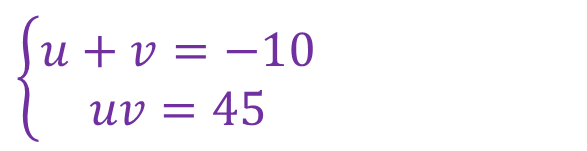 u + v = −10
uv = 45